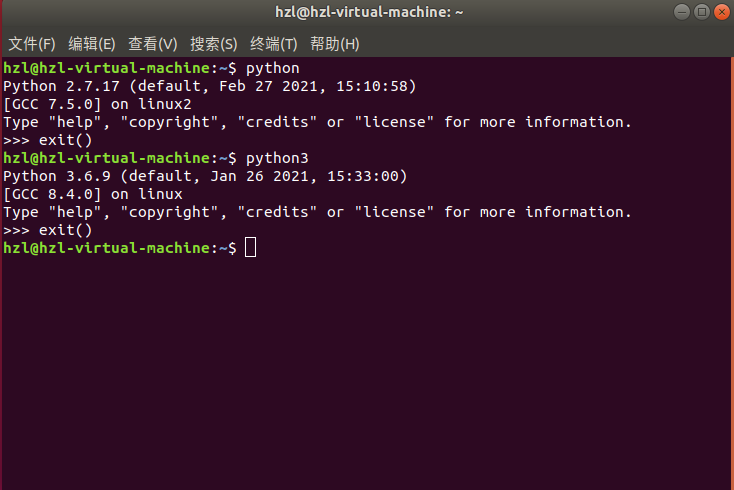 hzl@hzl-virtual-machine: ~
文件(F) 编辑(E) 查看(V) 搜索(S) 终端(T) 帮助(H)
hzl@hzl-virtual-machine:~$ python
Python 2.7.17 (default, Feb 27 2021, 15:10:58)
[GCC 7.5.0] on linux2
Type "help", "copyright", "credits" or "license" for more information.
>>> exit()
hzl@hzl-virtual-machine:~$ python3
Python 3.6.9 (default, Jan 26 2021, 15:33:00)
[GCC 8.4.0] on linux
Type "help", "copyright", "credits" or "license" for more information.
>>> exit()
hzl@hzl-virtual-machine:~$